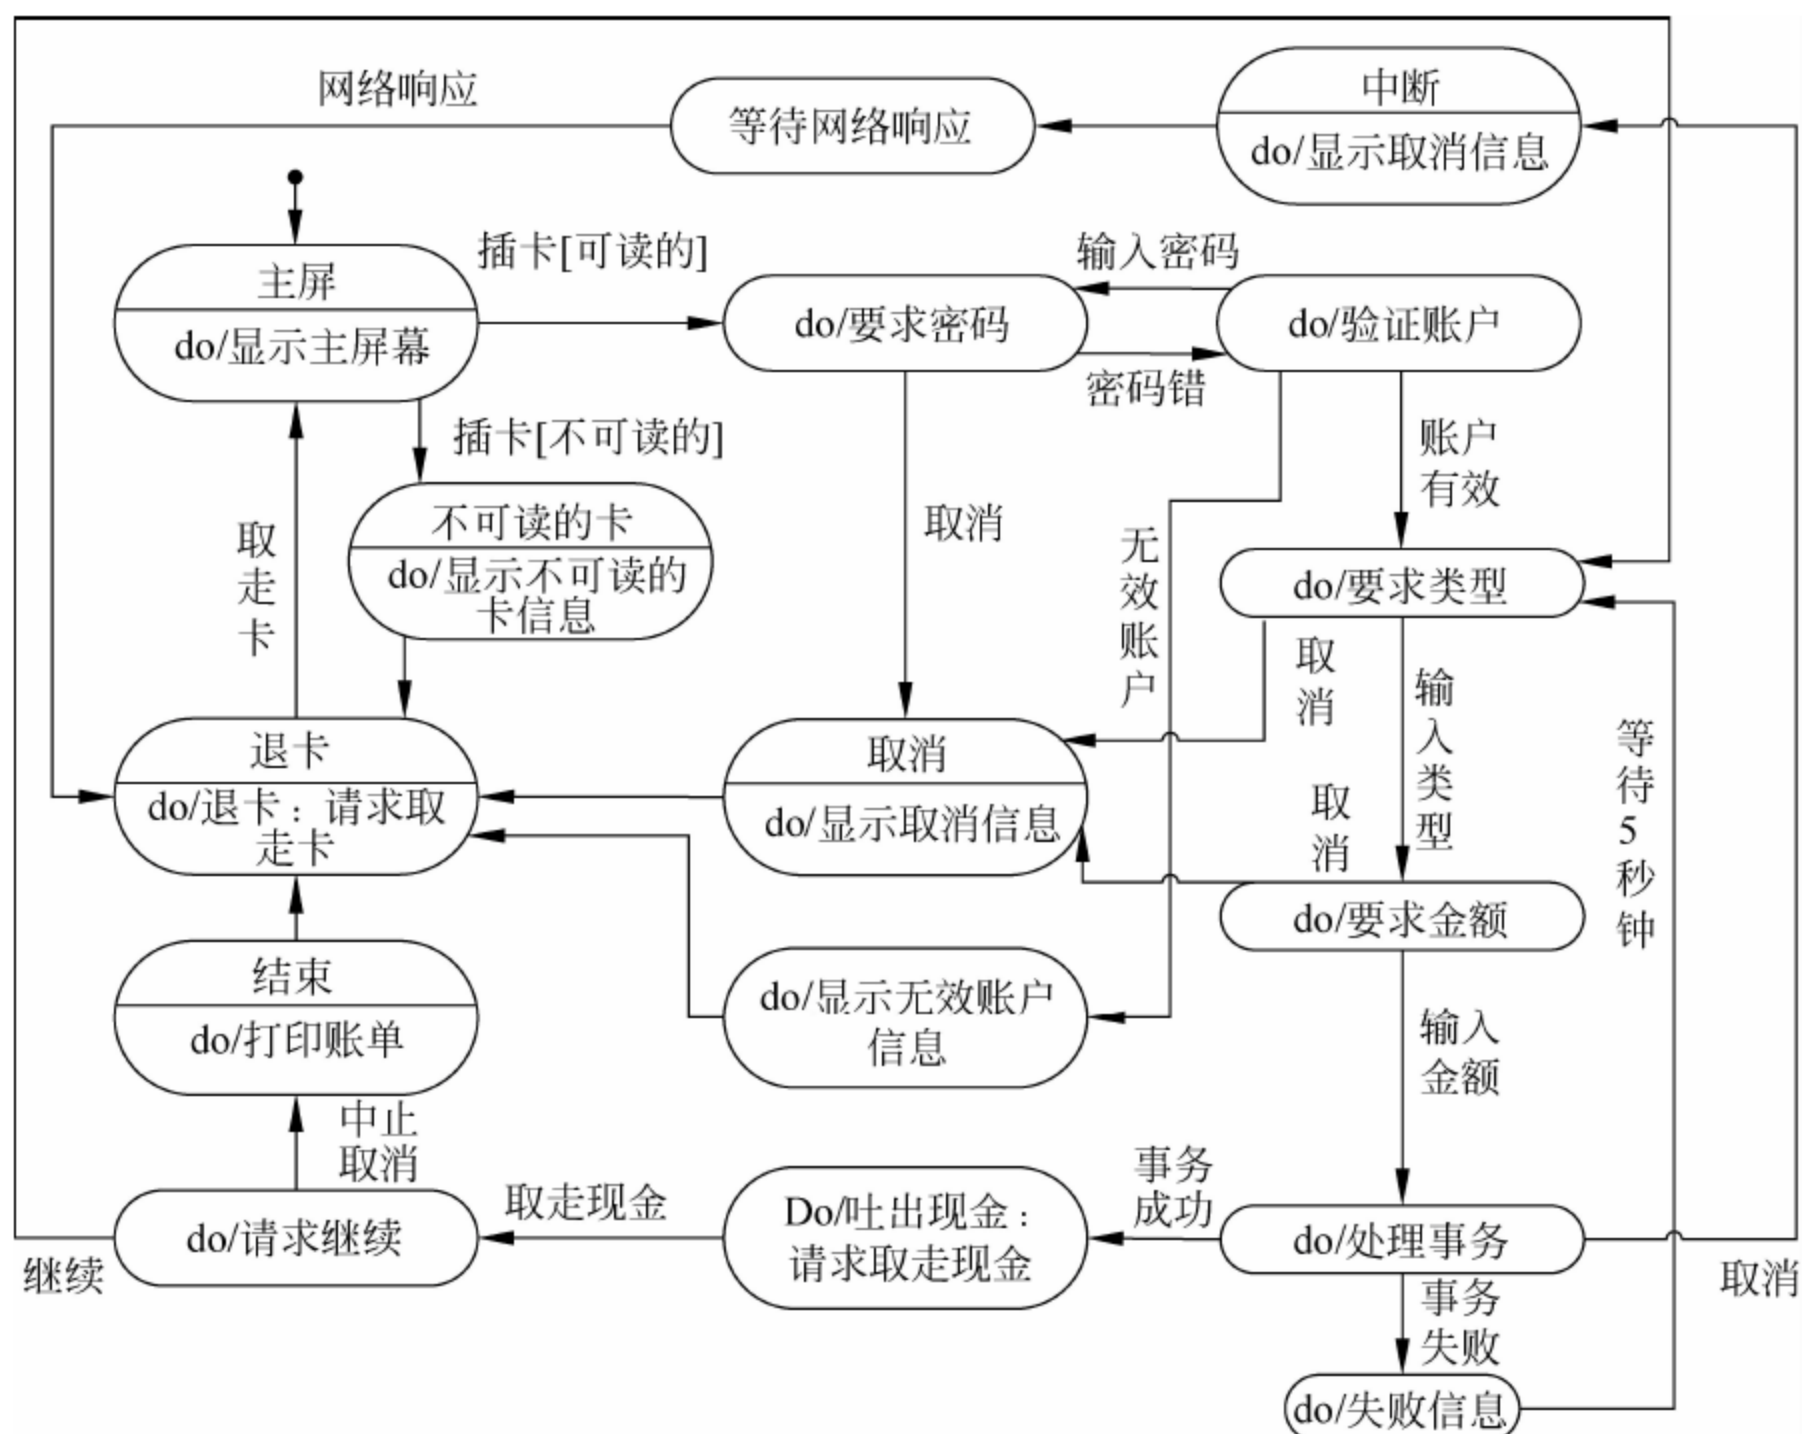 网络响应
等待网络响应
中断
do/显示取消信息
主屏
do/显示主屏幕
插卡[可读的]
do/要求密码
输入密码
密码错
do/验证账户
插卡[不可读的]
不可读的卡
do/显示不可读的
卡信息
取走卡
取消
无效账户
账户
有效
do/要求类型
取消
输入类型
等待5秒钟
退卡
do/退卡：请求取
走卡
取消
do/显示取消信息
取消
do/要求金额
结束
do/打印账单
do/显示无效账户
信息
输入
金额
中止
取消
do/请求继续
继续
取走现金
Do/吐出现金：
请求取走现金
事务
成功
do/处理事务
取消
事务
失败
do/失败信息